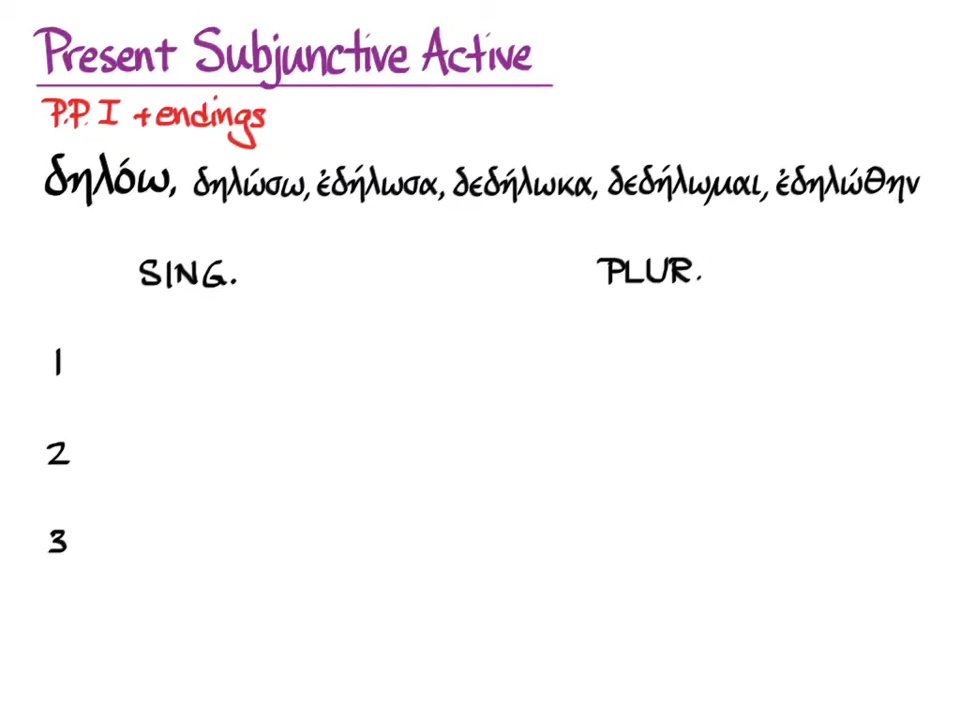 Present Subjunctive Active
P.P. I + endings
δηλόω, δηλώσω, ἐδήλωσα, δεδήλωκα, δεδήλωμαι, ἐδηλώθην
SING. PLUR.
1
2
3